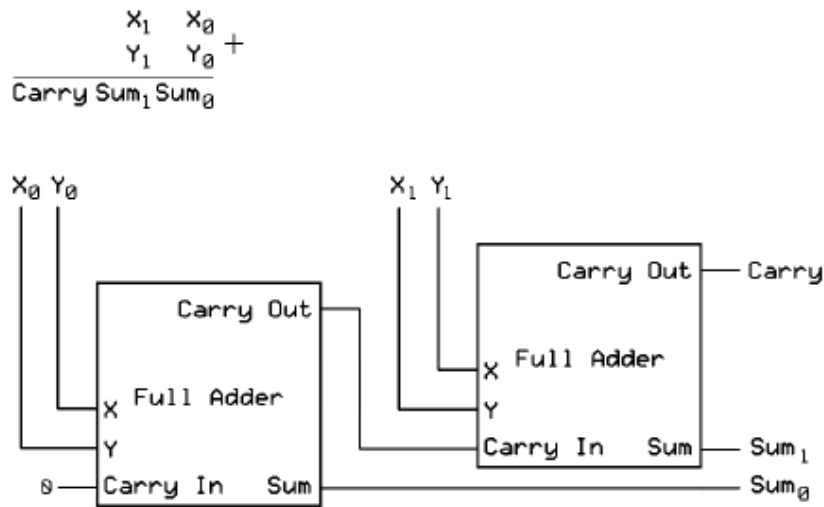 X₁ X₀
Y₁ Y₀ +
Carry Sum₁ Sum₀
X₀ Y₀ X₁ Y₁
Carry Out Carry
Carry Out
X Full Adder
Full Adder
X
Y
Y
Carry In Sum Sum₁
0 Carry In Sum Sum₀